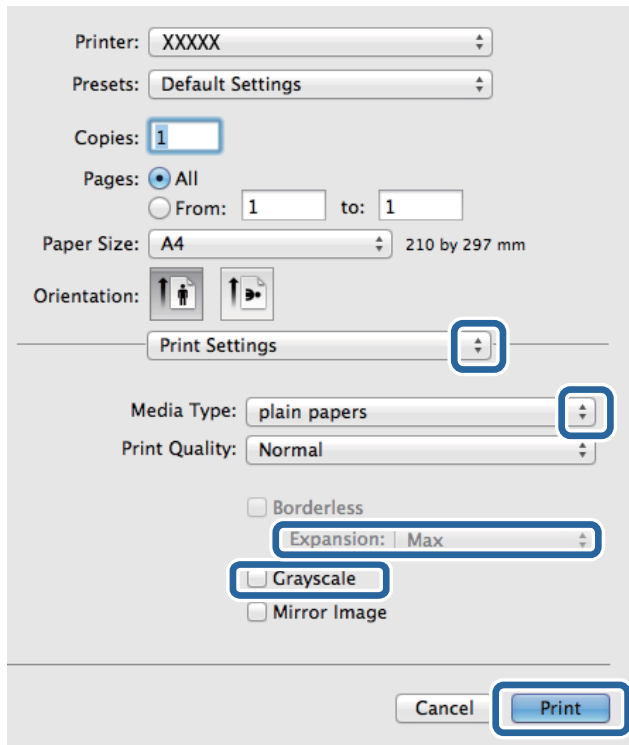 Printer: XXXXX
Presets: Default Settings
Copies: 1
Pages: All
From: 1 to: 1
Paper Size: A4 210 by 297 mm
Orientation:
Print Settings
Media Type: plain papers
Print Quality: Normal
Borderless
Expansion: Max
Grayscale
Mirror Image
Cancel Print